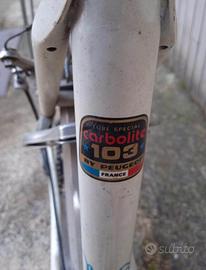 TUBE SPECIAL
carbolite
103
BY PEUGEOT
FRANCE
subito